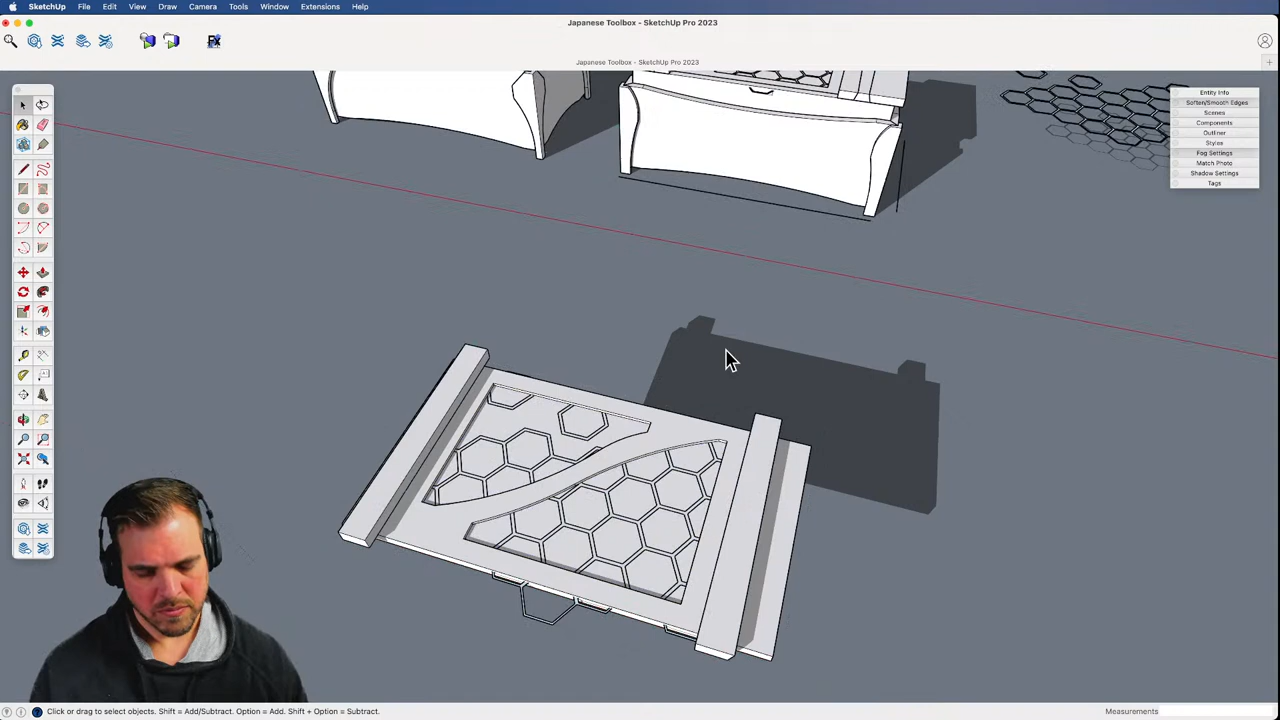 SketchUp File Edit View Draw Camera Tools Window Extensions Help
Japanese Toolbox - SketchUp Pro 2023
Japanese Toolbox - SketchUp Pro 2023
Entity Info
Soften/Smooth Edges
Scenes
Components
Outliner
Styles
Fog Settings
Match Photo
Shadow Settings
Tags
Click or drag to select objects. Shift = Add/Subtract. Option = Add. Shift + Option = Subtract.
Measurements